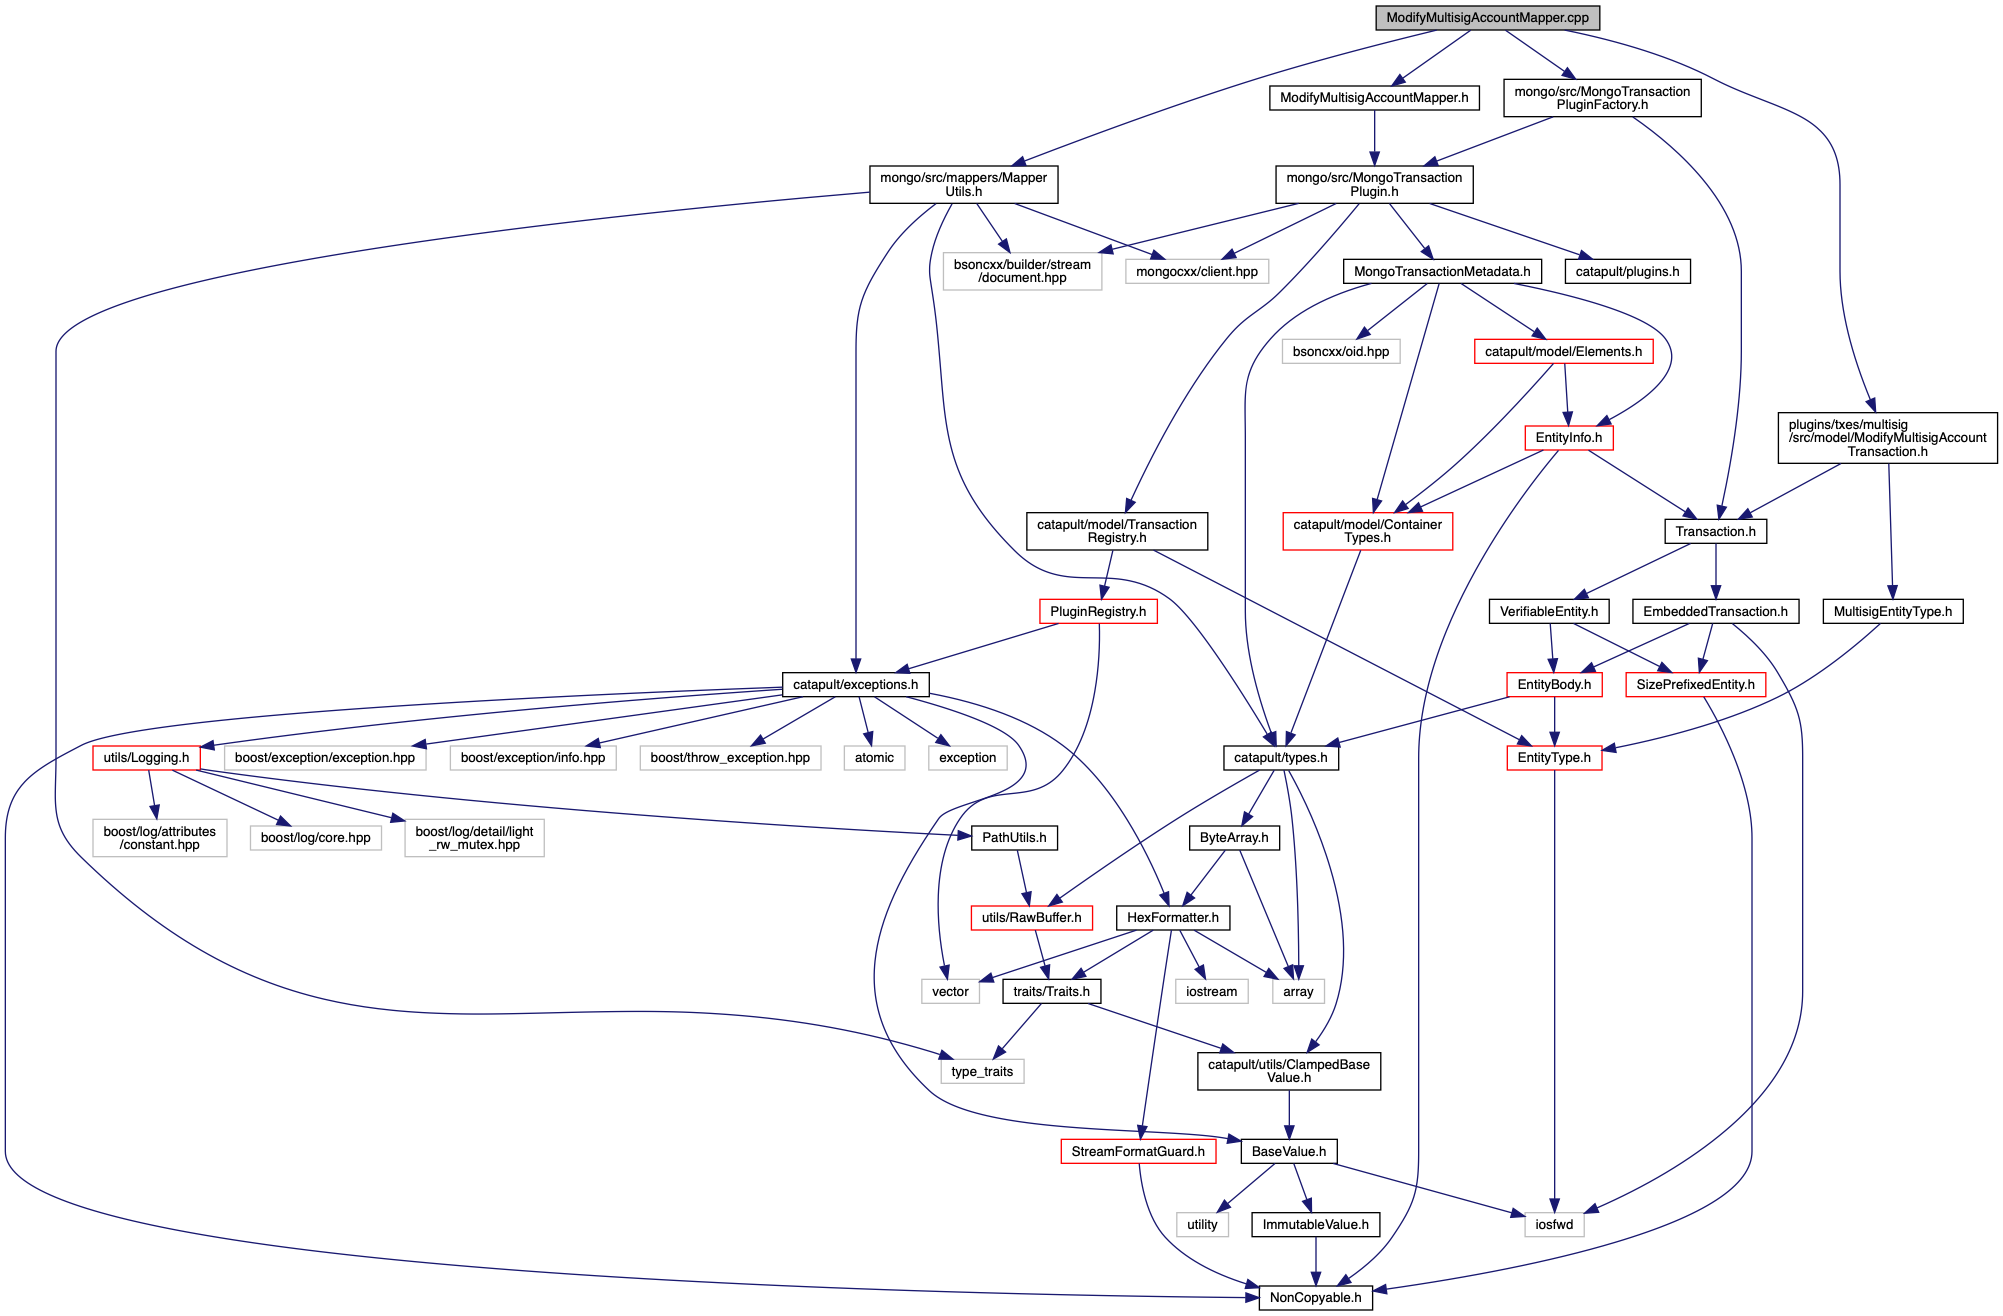 ModifyMultisigAccountMapper.cpp
ModifyMultisigAccountMapper.h
mongo/src/MongoTransaction
PluginFactory.h
mongo/src/mappers/Mapper
Utils.h
mongo/src/MongoTransaction
Plugin.h
bsoncxx/builder/stream
/document.hpp
mongocxx/client.hpp
MongoTransactionMetadata.h
catapult/plugins.h
bsoncxx/oid.hpp
catapult/model/Elements.h
EntityInfo.h
plugins/txes/multisig
/src/model/ModifyMultisigAccount
Transaction.h
catapult/model/Transaction
Registry.h
catapult/model/Container
Types.h
Transaction.h
PluginRegistry.h
VerifiableEntity.h
EmbeddedTransaction.h
MultisigEntityType.h
catapult/exceptions.h
EntityBody.h
SizePrefixedEntity.h
utils/Logging.h
boost/exception/exception.hpp
boost/exception/info.hpp
boost/throw_exception.hpp
atomic
exception
catapult/types.h
EntityType.h
boost/log/attributes
/constant.hpp
boost/log/core.hpp
boost/log/detail/light
_rw_mutex.hpp
PathUtils.h
ByteArray.h
utils/RawBuffer.h
HexFormatter.h
vector
traits/Traits.h
iostream
array
type_traits
catapult/utils/ClampedBase
Value.h
StreamFormatGuard.h
BaseValue.h
utility
ImmutableValue.h
iosfwd
NonCopyable.h